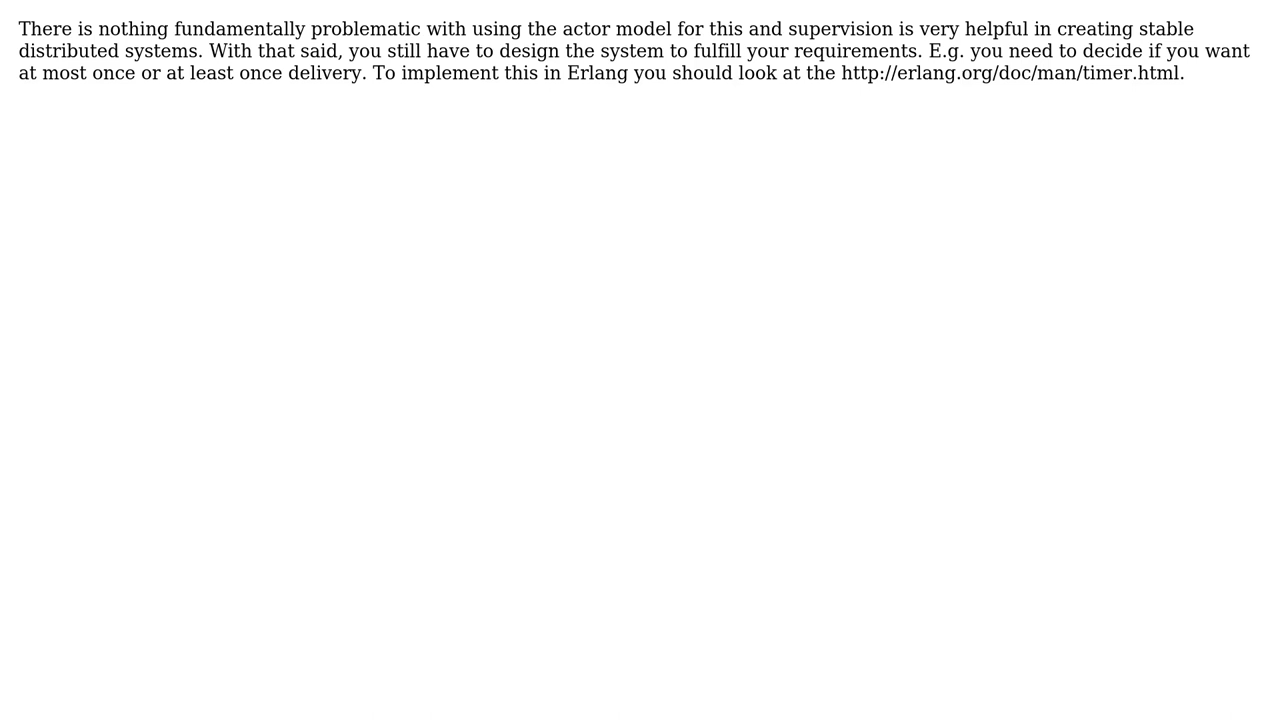 There is nothing fundamentally problematic with using the actor model for this and supervision is very helpful in creating stable
distributed systems. With that said, you still have to design the system to fulfill your requirements. E.g. you need to decide if you want
at most once or at least once delivery. To implement this in Erlang you should look at the http://erlang.org/doc/man/timer.html.